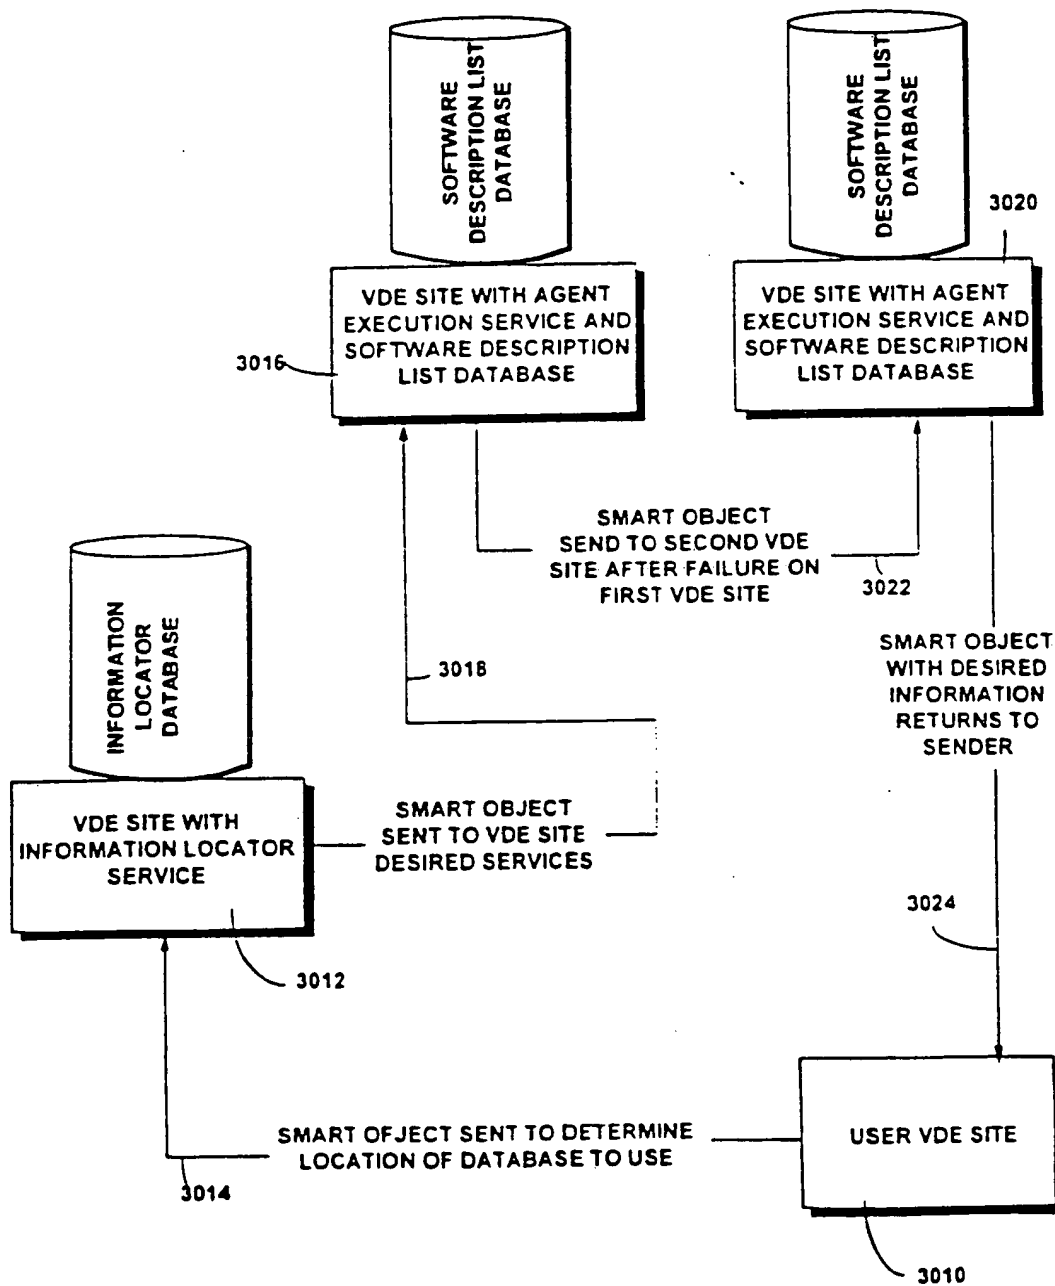 SOFTWARE
DESCRIPTION LIST
DATABASE
SOFTWARE
DESCRIPTION LIST
DATABASE
3020
VDE SITE WITH AGENT
EXECUTION SERVICE AND
SOFTWARE DESCRIPTION
LIST DATABASE
3016
VDE SITE WITH AGENT
EXECUTION SERVICE AND
SOFTWARE DESCRIPTION
LIST DATABASE
SMART OBJECT
SEND TO SECOND VDE
SITE AFTER FAILURE ON
FIRST VDE SITE
3022
INFORMATION
LOCATOR
DATABASE
3018
SMART OBJECT
WITH DESIRED
INFORMATION
RETURNS TO
SENDER
VDE SITE WITH
INFORMATION LOCATOR
SERVICE
SMART OBJECT
SENT TO VDE SITE
DESIRED SERVICES
3024
3012
SMART OFJECT SENT TO DETERMINE
LOCATION OF DATABASE TO USE
3014
USER VDE SITE
3010